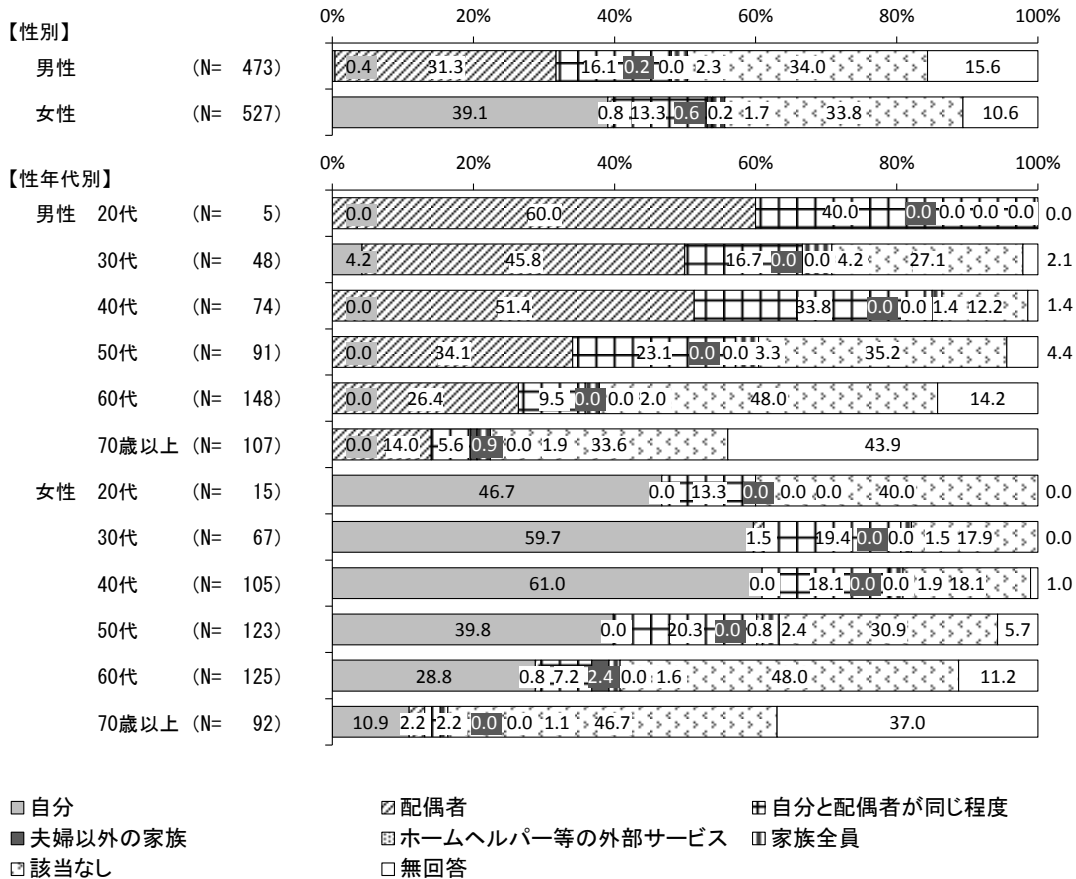 0% 20% 40% 60% 80% 100%
【性別】
男性 (N= 473) 0.4 31.3 16.1 0.2 0.0 2.3 34.0 15.6
女性 (N= 527) 39.1 0.8 13.3 0.6 0.2 1.7 33.8 10.6
0% 20% 40% 60% 80% 100%
【性年代別】
男性 20代 (N= 5) 0.0 60.0 40.0 0.0 0.0 0.0 0.0 0.0
30代 (N= 48) 4.2 45.8 16.7 0.0 0.0 4.2 27.1 2.1
40代 (N= 74) 0.0 51.4 33.8 0.0 0.0 1.4 12.2 1.4
50代 (N= 91) 0.0 34.1 23.1 0.0 0.0 3.3 35.2 4.4
60代 (N= 148) 0.0 26.4 9.5 0.0 0.0 2.0 48.0 14.2
70歳以上 (N= 107) 0.0 14.0 5.6 0.9 0.0 1.9 33.6 43.9
女性 20代 (N= 15) 46.7 0.0 13.3 0.0 0.0 0.0 40.0 0.0
30代 (N= 67) 59.7 1.5 19.4 0.0 0.0 1.5 17.9 0.0
40代 (N= 105) 61.0 0.0 18.1 0.0 0.0 1.9 18.1 1.0
50代 (N= 123) 39.8 0.0 20.3 0.0 0.8 2.4 30.9 5.7
60代 (N= 125) 28.8 0.8 7.2 2.4 0.0 1.6 48.0 11.2
70歳以上 (N= 92) 10.9 2.2 2.2 0.0 0.0 1.1 46.7 37.0
自分 配偶者 自分と配偶者が同じ程度
夫婦以外の家族 ホームヘルパー等の外部サービス 家族全員
該当なし 無回答